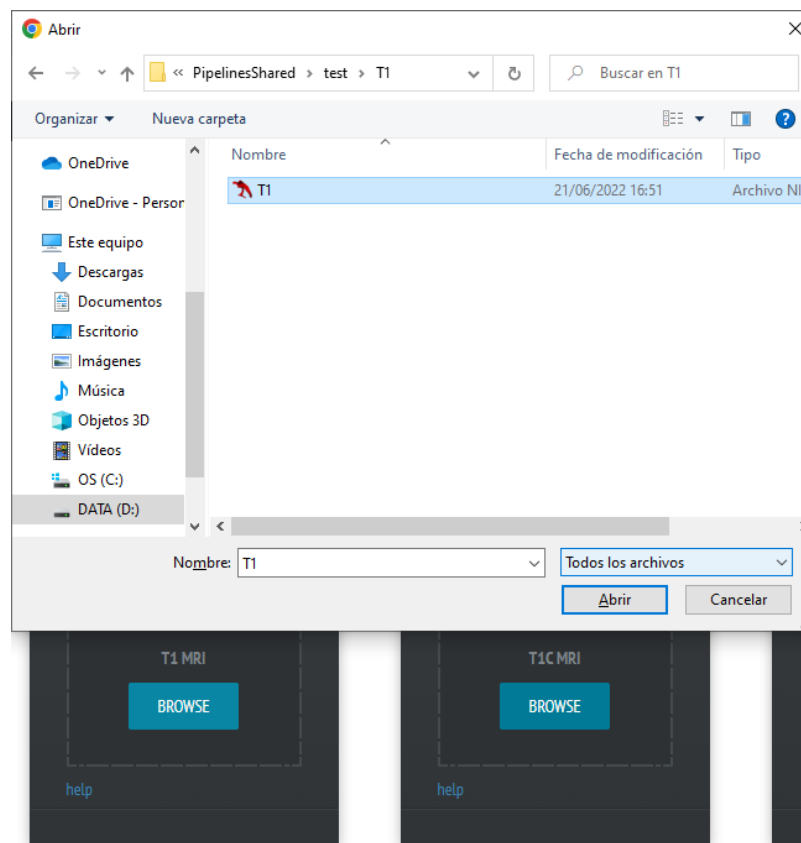 Abrir
« PipelinesShared > test > T1
Buscar en T1
Organizar
Nueva carpeta
Nombre
Fecha de modificación
Tipo
OneDrive
T1
21/06/2022 16:51
Archivo NI
OneDrive - Person
Este equipo
Descargas
Documentos
Escritorio
Imágenes
Música
Objetos 3D
Vídeos
OS (C:)
DATA (D:)
Nombre: T1
Todos los archivos
Abrir
Cancelar
T1 MRI
T1C MRI
BROWSE
BROWSE
help
help